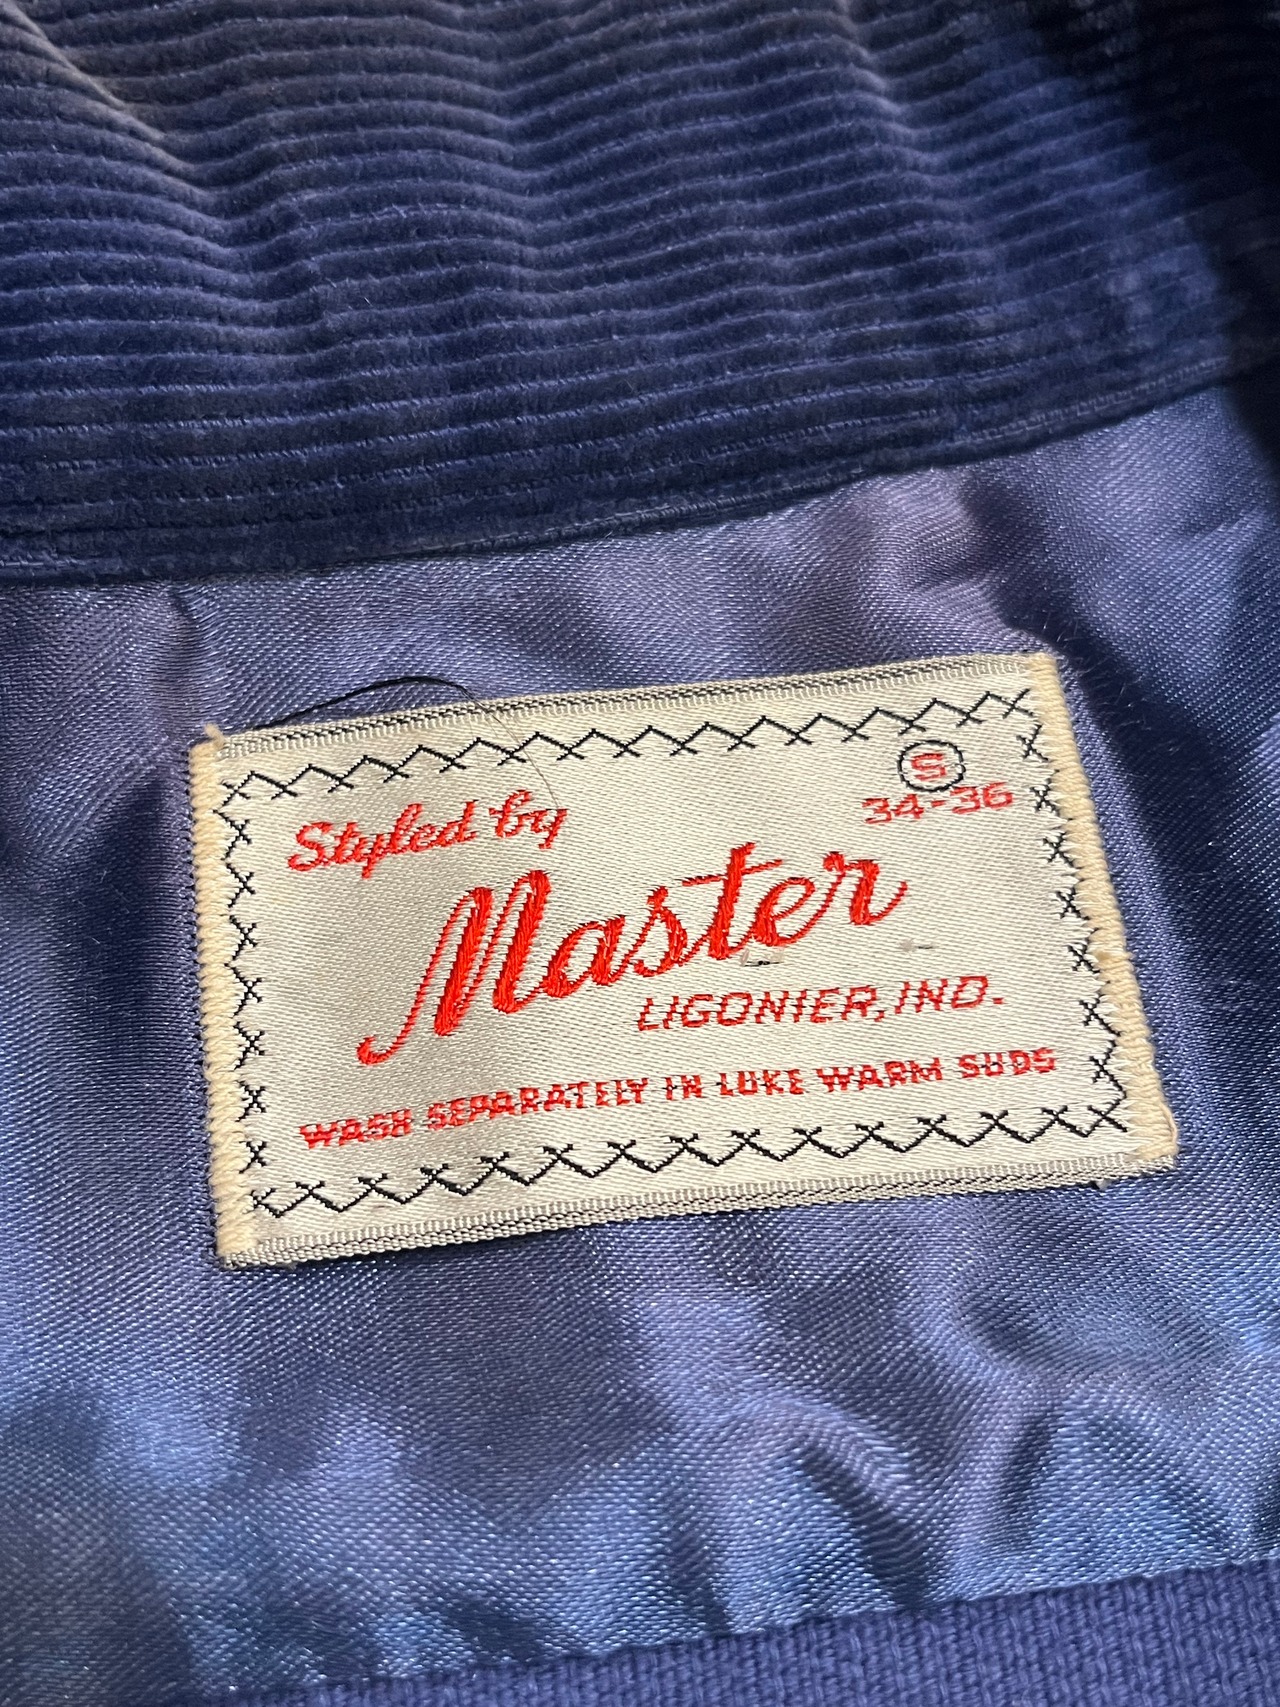 S
34-36
Styled by
Master
LIGONIER, IND.
WASH SEPARATELY IN LUKE WARM SUDS